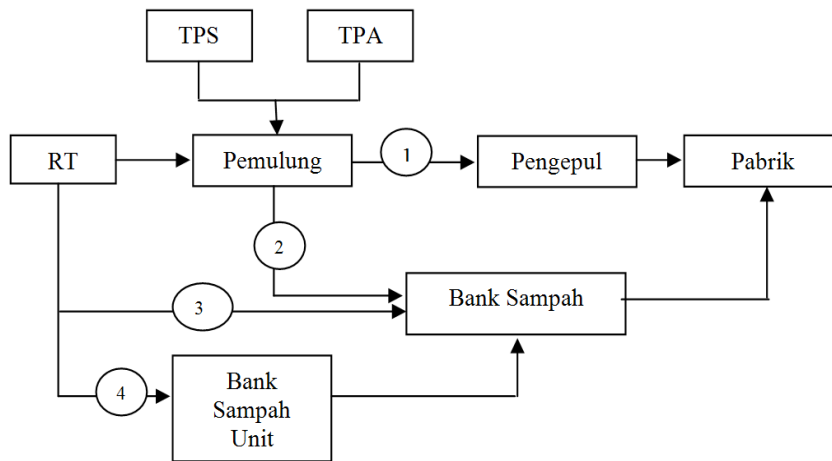 TPS
TPA
RT
Pemulung
1
Pengepul
Pabrik
2
Bank Sampah
3
4
Bank
Sampah
Unit